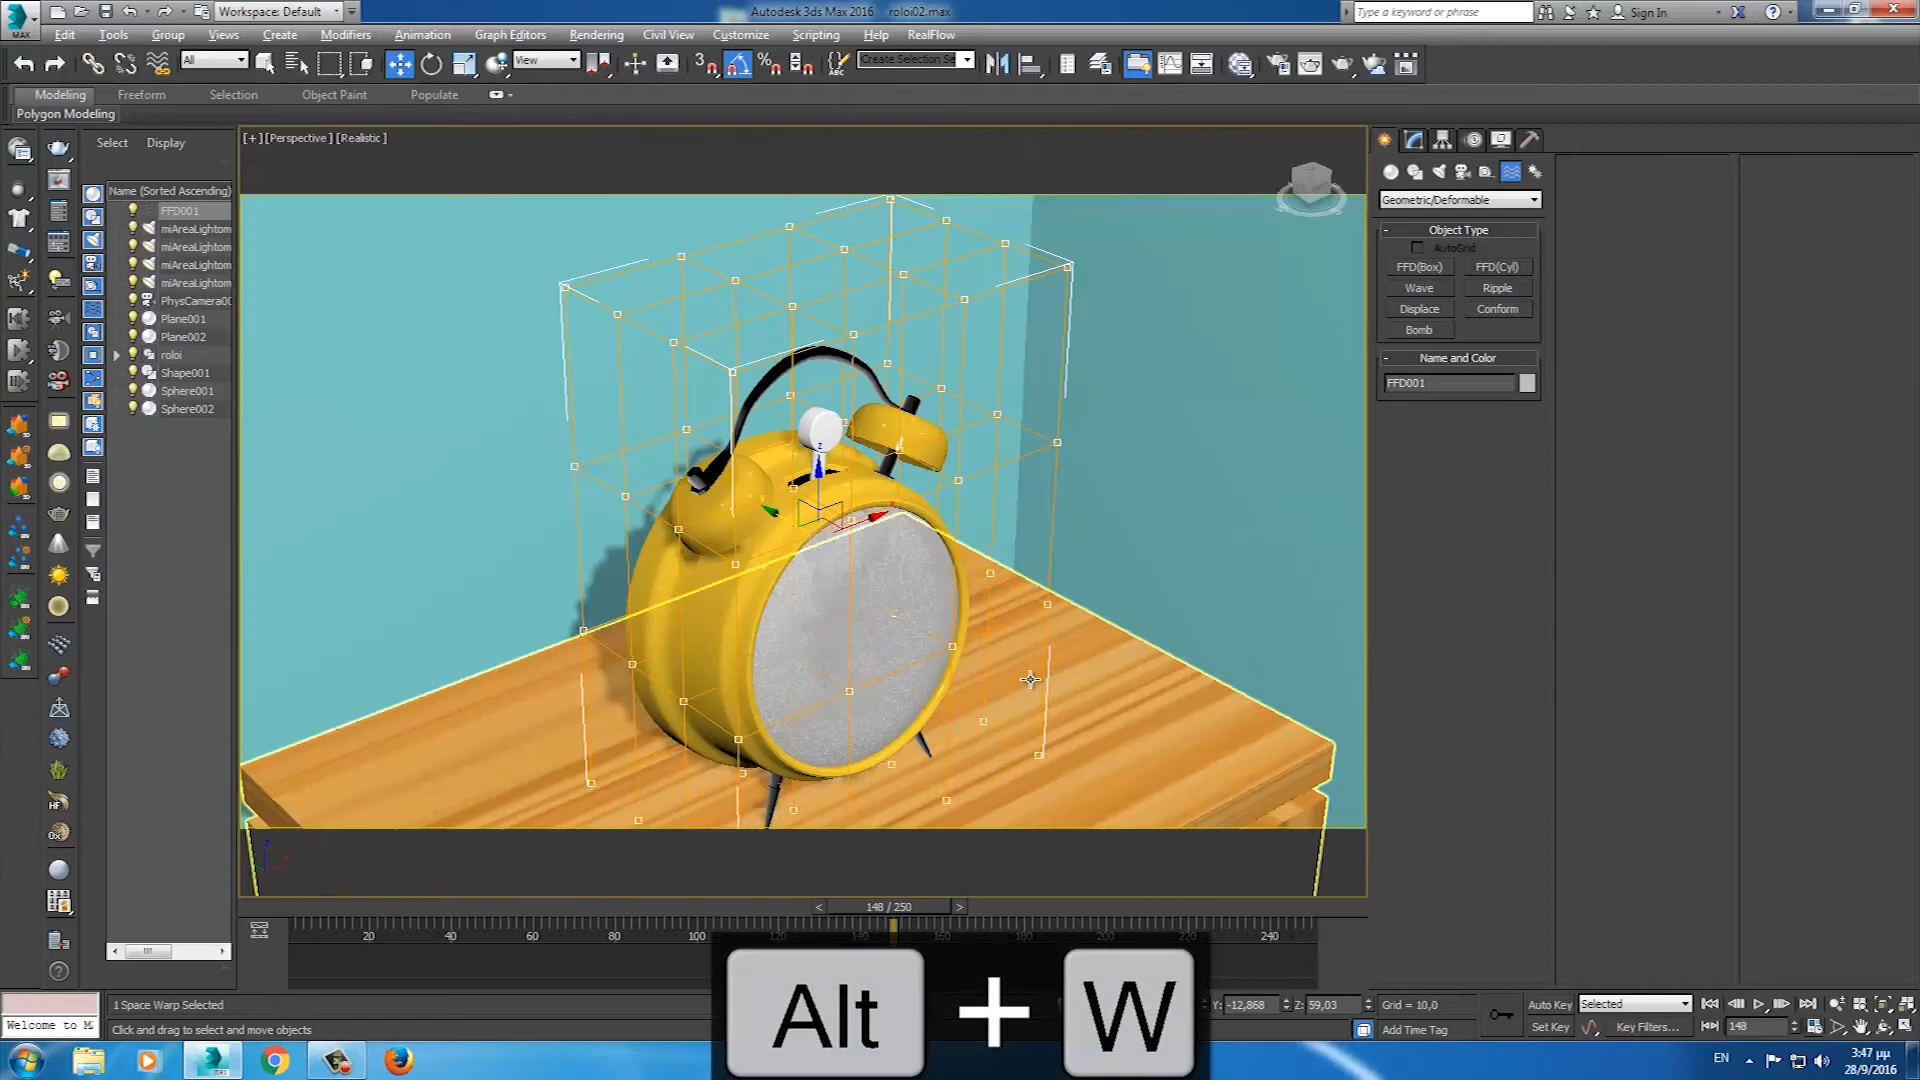 Workspace: Default
Autodesk 3ds Max 2016    roloi02.max
Type a keyword or phrase
Sign In
MAX
Edit Tools Group Views Create Modifiers Animation Graph Editors Rendering Civil View Customize Scripting Help RealFlow
All
View
Create Selection Se
Modeling Freeform Selection Object Paint Populate
Polygon Modeling
[+] [Perspective] [Realistic]
Select Display
Name (Sorted Ascending)
FFD001
miAreaLightom
miAreaLightom
miAreaLightom
miAreaLightom
PhysCamera00
Plane001
Plane002
roloi
Shape001
Sphere001
Sphere002
Geometric/Deformable
Object Type
AutoGrid
FFD(Box) FFD(Cyl)
Wave Ripple
Displace Conform
Bomb
Name and Color
FFD001
148 / 250
20 40 60 80 100 120 140 160 180 200 220 240
Alt + W
1 Space Warp Selected
Y: -12,868 Z: 59,03 Grid = 10,0
Auto Key Selected
Welcome to M
Click and drag to select and move objects
Add Time Tag
Set Key Key Filters...
148
EN
3:47 μμ
28/9/2016